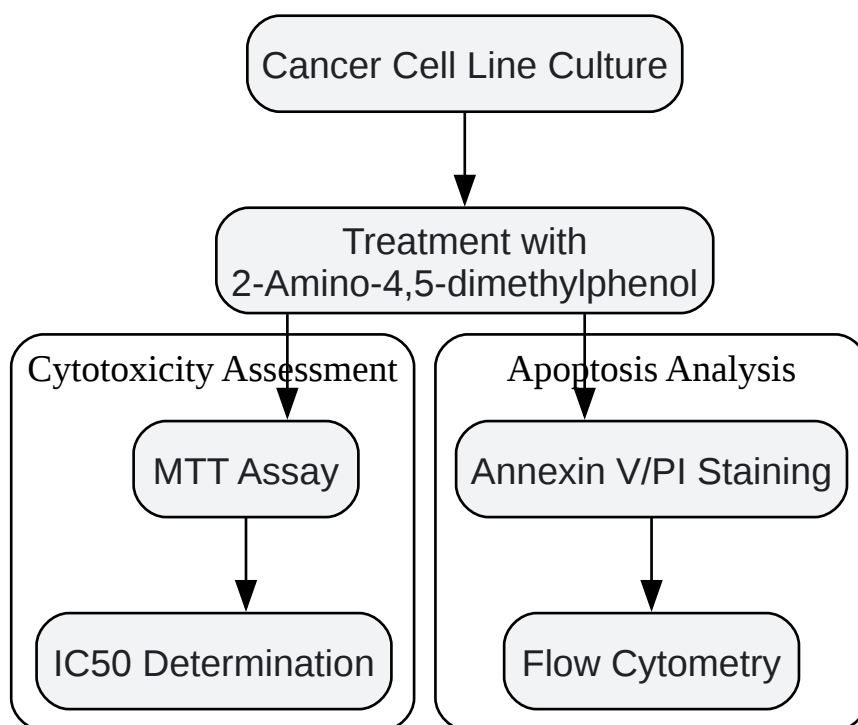 Cancer Cell Line Culture
Treatment with
2-Amino-4,5-dimethylphenol
Cytotoxicity Assessment
MTT Assay
IC50 Determination
Apoptosis Analysis
Annexin V/PI Staining
Flow Cytometry